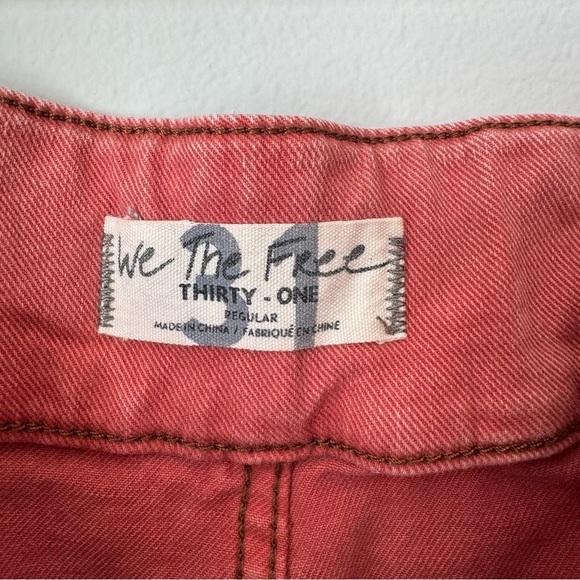 31
We The Free
THIRTY - ONE
REGULAR
MADE IN CHINA / FABRIQUÉ EN CHINE